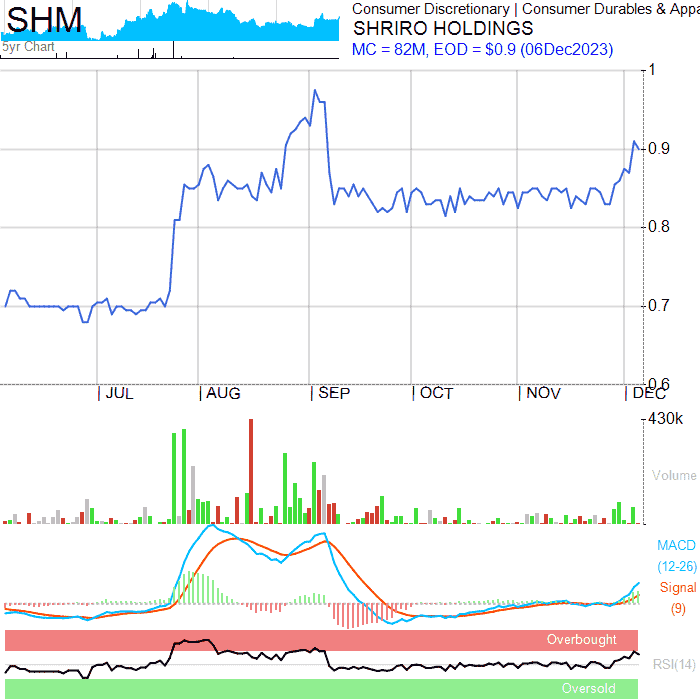 SHM
5yr Chart
Consumer Discretionary | Consumer Durables & Appa
SHRIRO HOLDINGS
MC = 82M, EOD = $0.9 (06Dec2023)
1
0.9
0.8
0.7
0.6
JUL AUG SEP OCT NOV DEC
430k
Volume
MACD
(12-26)
Signal
(9)
Overbought
RSI(14)
Oversold